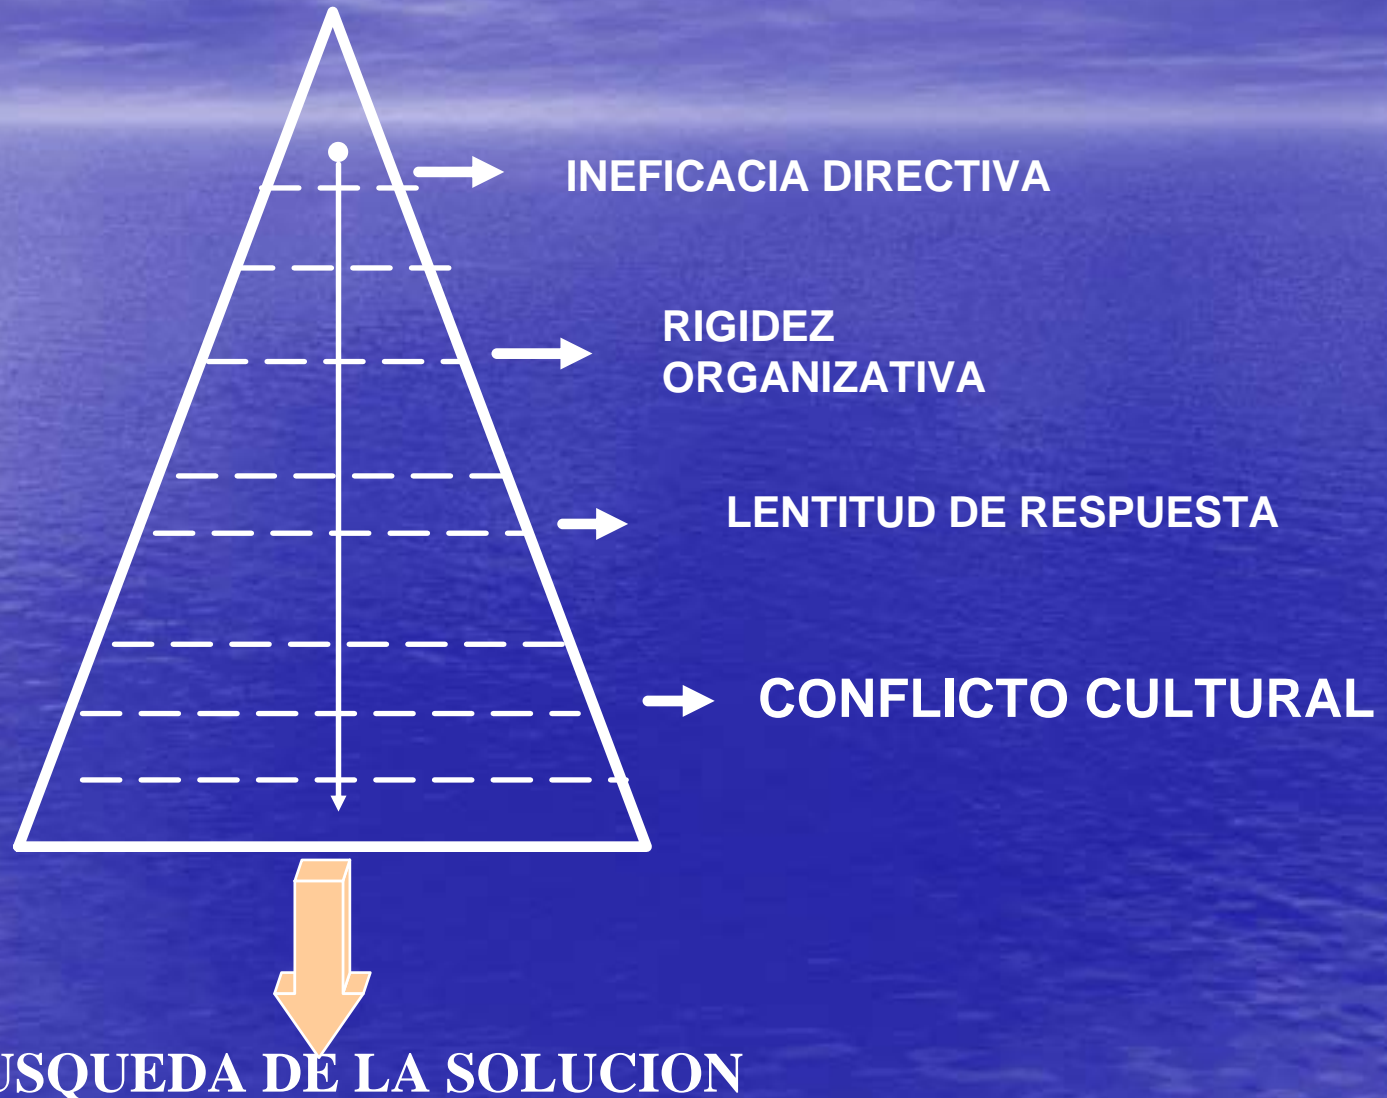 INEFICACIA DIRECTIVA
RIGIDEZ
ORGANIZATIVA
LENTITUD DE RESPUESTA
CONFLICTO CULTURAL
USQUEDA DE LA SOLUCION